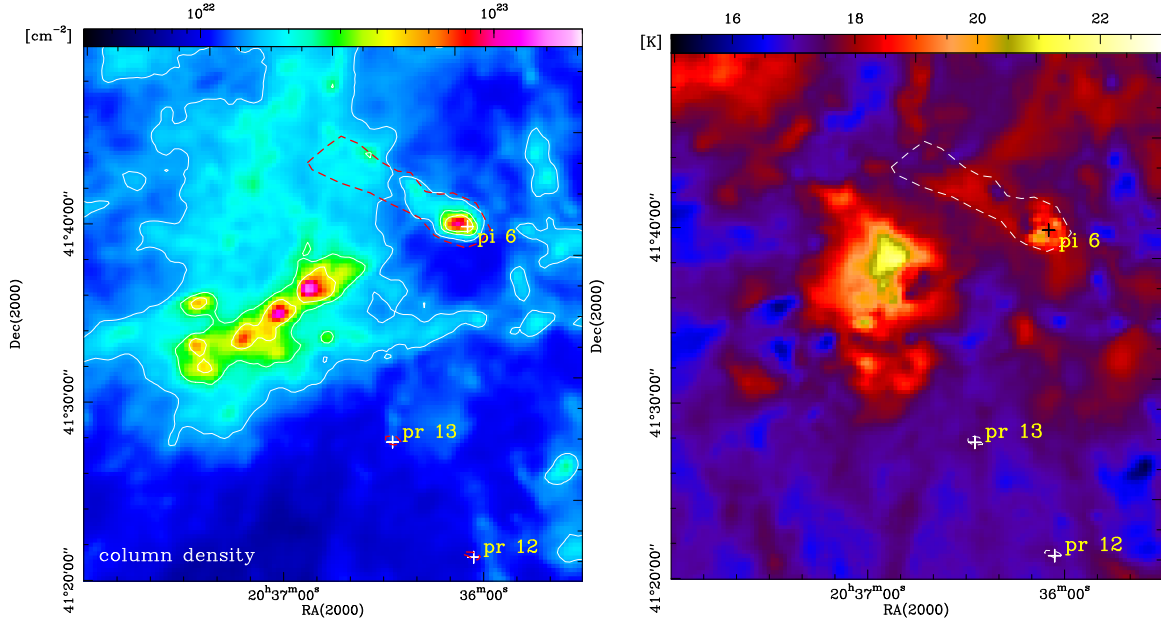 10²² 10²³
[cm⁻²]
pi 6
pr 13
pr 12
column density
41°40'00"
41°30'00"
41°20'00"
Dec(2000)
20ʰ37ᵐ00ˢ 36ᵐ00ˢ
RA(2000)
16 18 20 22
[K]
pi 6
pr 13
pr 12
41°40'00"
41°30'00"
41°20'00"
Dec(2000)
20ʰ37ᵐ00ˢ 36ᵐ00ˢ
RA(2000)